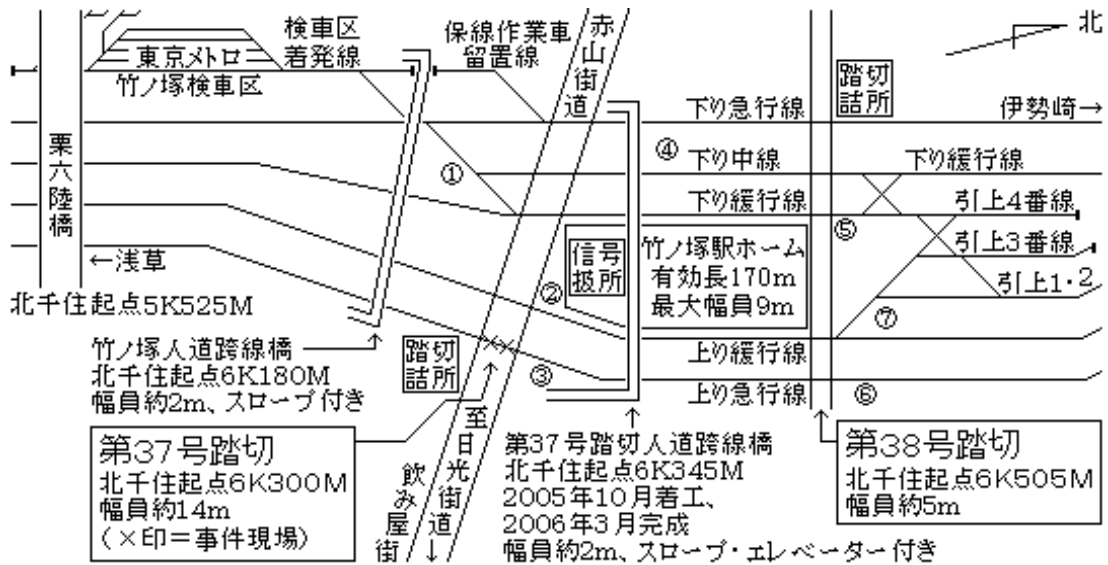 北
検車区
着発線
保線作業車
留置線
赤山街道
東京メトロ
竹ノ塚検車区
踏切
詰所
下り急行線
伊勢崎→
栗六陸橋
①
④
下り中線
下り緩行線
下り緩行線
引上4番線
⑤
引上3番線
←浅草
信号
扱所
竹ノ塚駅ホーム
有効長170m
最大幅員9m
引上1・2
②
⑦
北千住起点5K525M
竹ノ塚人道跨線橋
北千住起点6K180M
幅員約2m、スロープ付き
踏切
詰所
③
上り緩行線
上り急行線
⑥
至日光街道↓
飲み屋街
第37号踏切
北千住起点6K300M
幅員約14m
(×印=事件現場)
第37号踏切人道跨線橋
北千住起点6K345M
2005年10月着工、
2006年3月完成
幅員約2m、スロープ・エレベーター付き
第38号踏切
北千住起点6K505M
幅員約5m